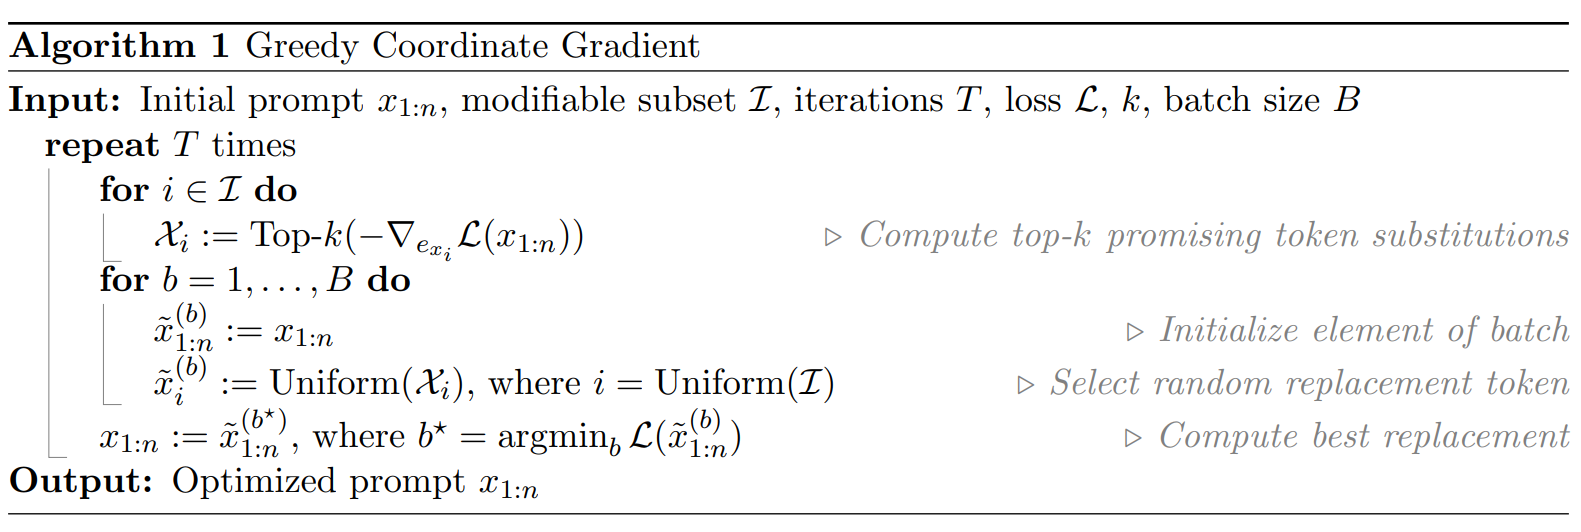 Algorithm 1 Greedy Coordinate Gradient
Input: Initial prompt $x_{1:n}$, modifiable subset $\mathcal{I}$, iterations $T$, loss $\mathcal{L}$, $k$, batch size $B$
repeat $T$ times
for $i \in \mathcal{I}$ do
$\mathcal{X}_i := \text{Top-}k(-\nabla_{e_{x_i}} \mathcal{L}(x_{1:n}))$ ▷ Compute top-k promising token substitutions
for $b = 1, \ldots, B$ do
$\tilde{x}_{1:n}^{(b)} := x_{1:n}$ ▷ Initialize element of batch
$\tilde{x}_i^{(b)} := \text{Uniform}(\mathcal{X}_i)$, where $i = \text{Uniform}(\mathcal{I})$ ▷ Select random replacement token
$x_{1:n} := \tilde{x}_{1:n}^{(b^\star)}$, where $b^\star = \text{argmin}_b \mathcal{L}(\tilde{x}_{1:n}^{(b)})$ ▷ Compute best replacement
Output: Optimized prompt $x_{1:n}$